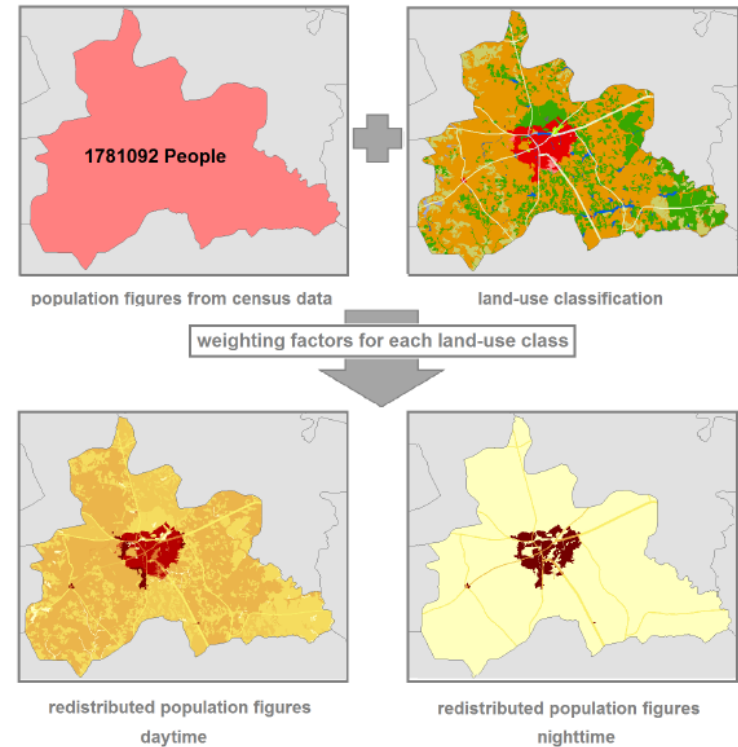 1781092 People
population figures from census data
land-use classification
weighting factors for each land-use class
redistributed population figures
daytime
redistributed population figures
nighttime